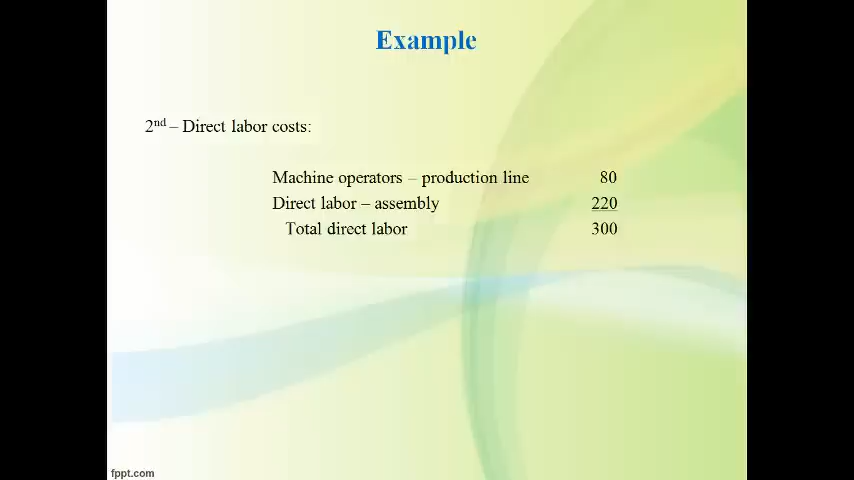 Example
2nd – Direct labor costs:
Machine operators – production line 80
Direct labor – assembly 220
Total direct labor 300
fppt.com